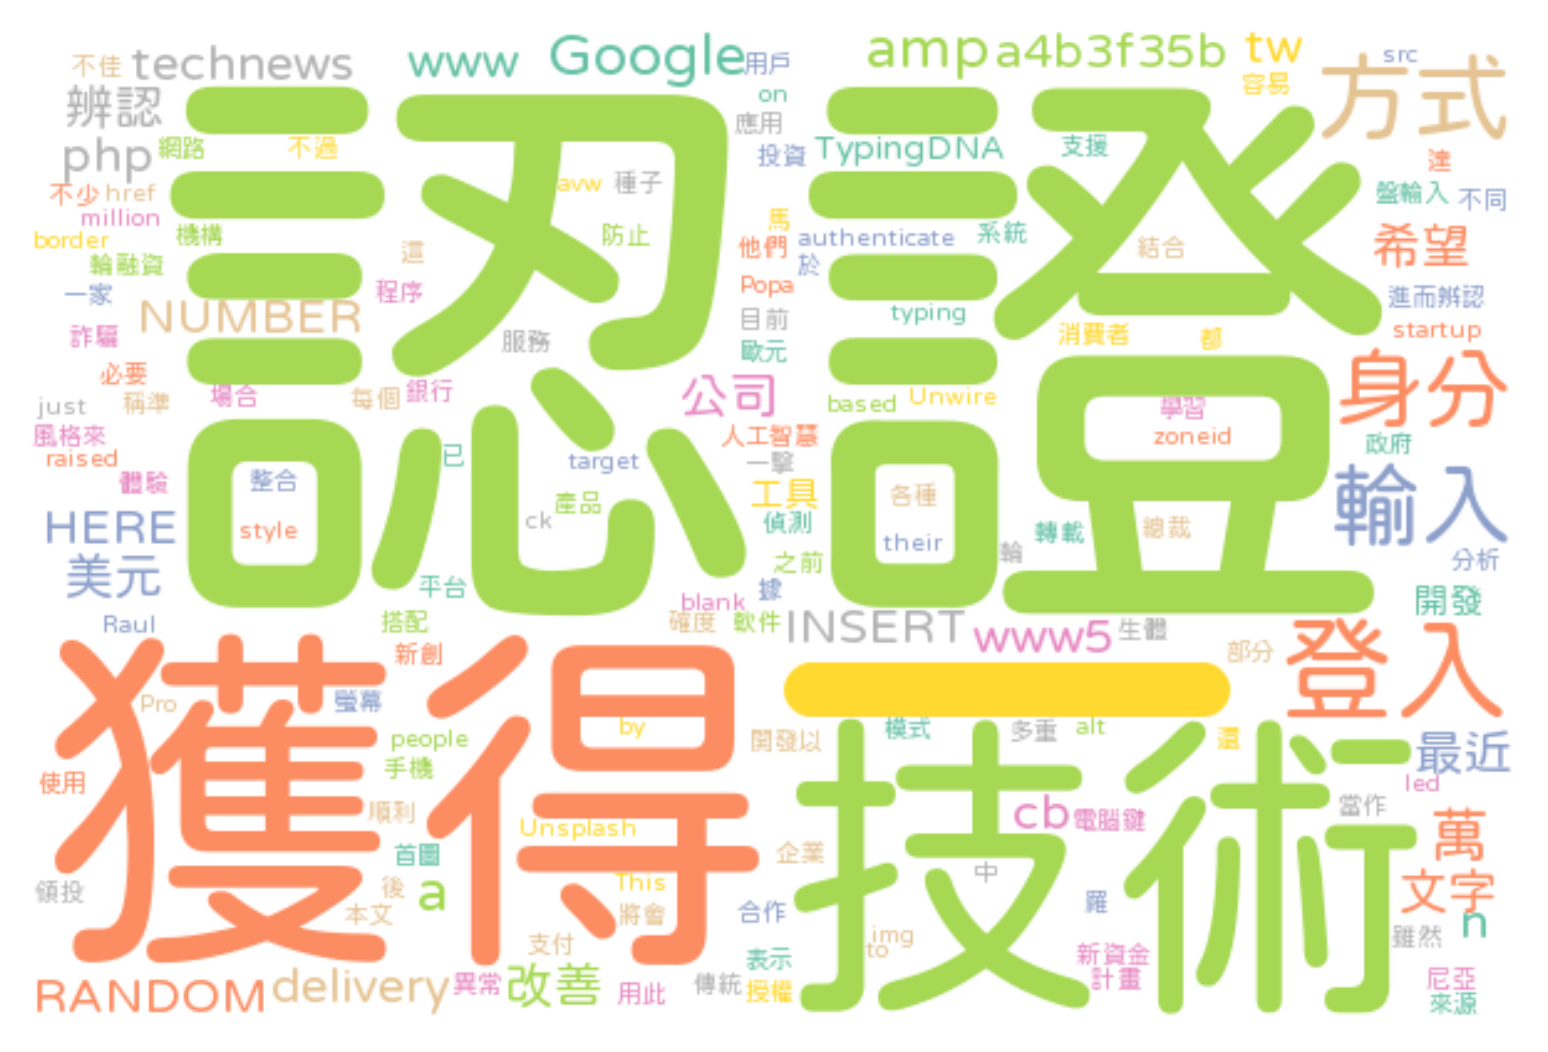 不佳 technews www Google 用戶 amp a4b3f35b tw src
辨認 on 容易 方式
php 網路 不過 應用 TypingDNA 支援
投資 達
不少 href avw 種子 盤輸入 不同
million 馬
border 機構 防止 他們 authenticate 系統 結合 希望
輪融資 這 於
一家 程序 Popa 進而辨認
NUMBER 目前 typing startup
詐騙 服務 歐元 消費者 都
認證
必要 場合 每個 銀行 公司 based Unwire 身分
just 稱準 學習
風格來 人工智慧 zoneid 政府
raised 已 target 一擊
體驗 整合 工具 各種 輸入
HERE style ck 產品 偵測 their 輪 轉載 總裁
美元 平台 之前 分析
blank 據 開發
Raul 搭配 確度 軟件 INSERT www5 生體
新創 部分 登入
獲得 一
Pro 螢幕 by 模式 多重 alt 還
people 開發以 最近
使用 手機 led
順利 Unsplash cb 電腦鍵 當作
技術
首圖 企業 萬
領投 後 a This 中 文字
本文 將會 合作 羅 n
支付 img 雖然
to
RANDOM delivery 異常 改善 用此 表示 新資金
傳統 授權 計畫 尼亞
來源